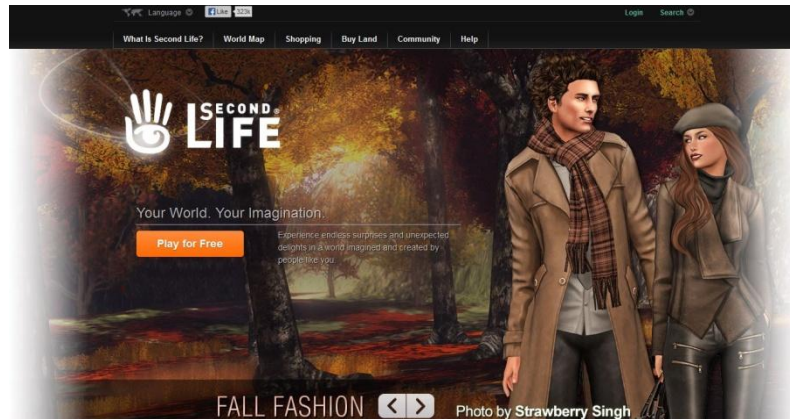 Language Like 323k Login Search
What Is Second Life? World Map Shopping Buy Land Community Help
SECOND
LIFE
Your World. Your Imagination.
Play for Free
Experience endless surprises and unexpected
delights in a world imagined and created by
people like you.
FALL FASHION Photo by Strawberry Singh